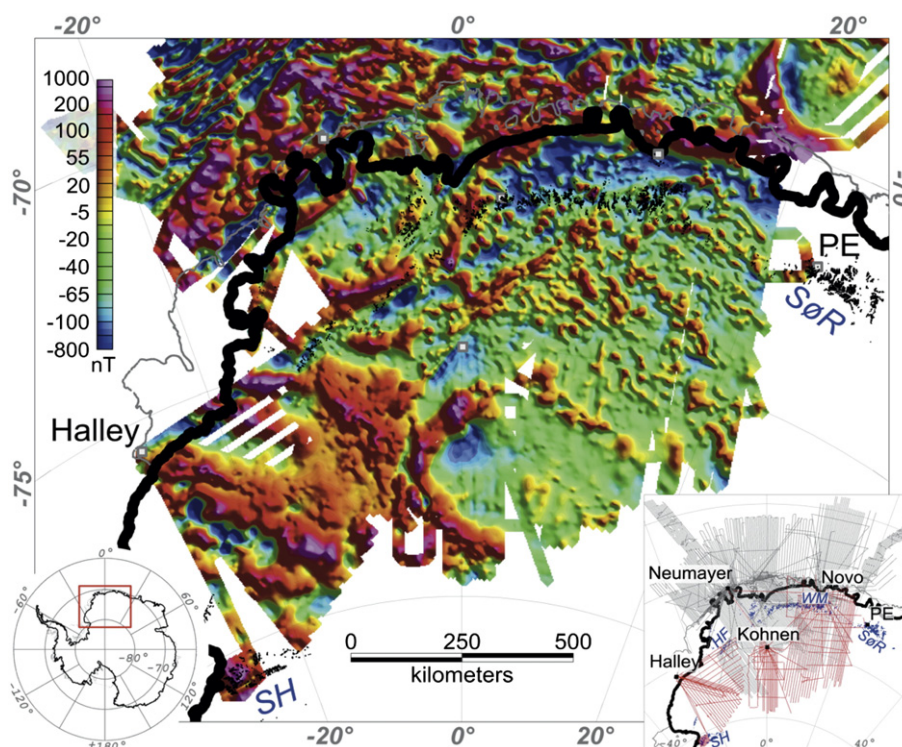 -20° 0° 20°
1000
200
100
55
20
-5
-20
-40
-65
-100
-800
nT
-70°
-70°
PE
SøR
Halley
-75°
0 250 500
kilometers
SH
-20° 0° 20°
0°
-60° 60°
-80°
-70°
-120° 120°
±180°
Neumayer Novo
WM
PE
HF
SøR
Kohnen
Halley
SH
-40° 0° 40°